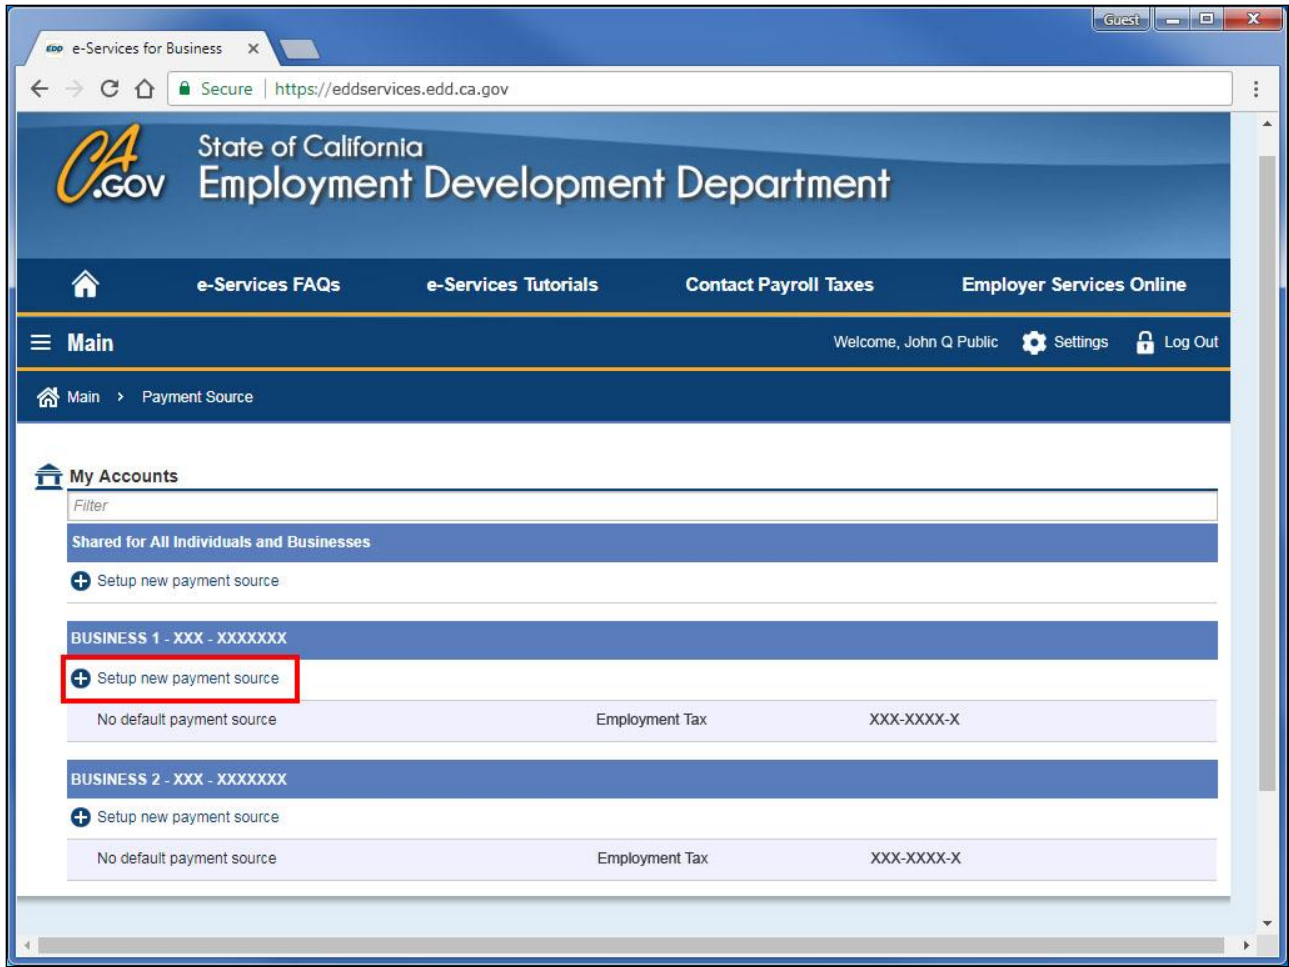 Guest
EDD e-Services for Business
Secure | https://eddservices.edd.ca.gov
CA.GOV
State of California
Employment Development Department
e-Services FAQs e-Services Tutorials Contact Payroll Taxes Employer Services Online
Main Welcome, John Q Public Settings Log Out
Main > Payment Source
My Accounts
Filter
Shared for All Individuals and Businesses
Setup new payment source
BUSINESS 1 - XXX - XXXXXXX
Setup new payment source
No default payment source Employment Tax XXX-XXXX-X
BUSINESS 2 - XXX - XXXXXXX
Setup new payment source
No default payment source Employment Tax XXX-XXXX-X